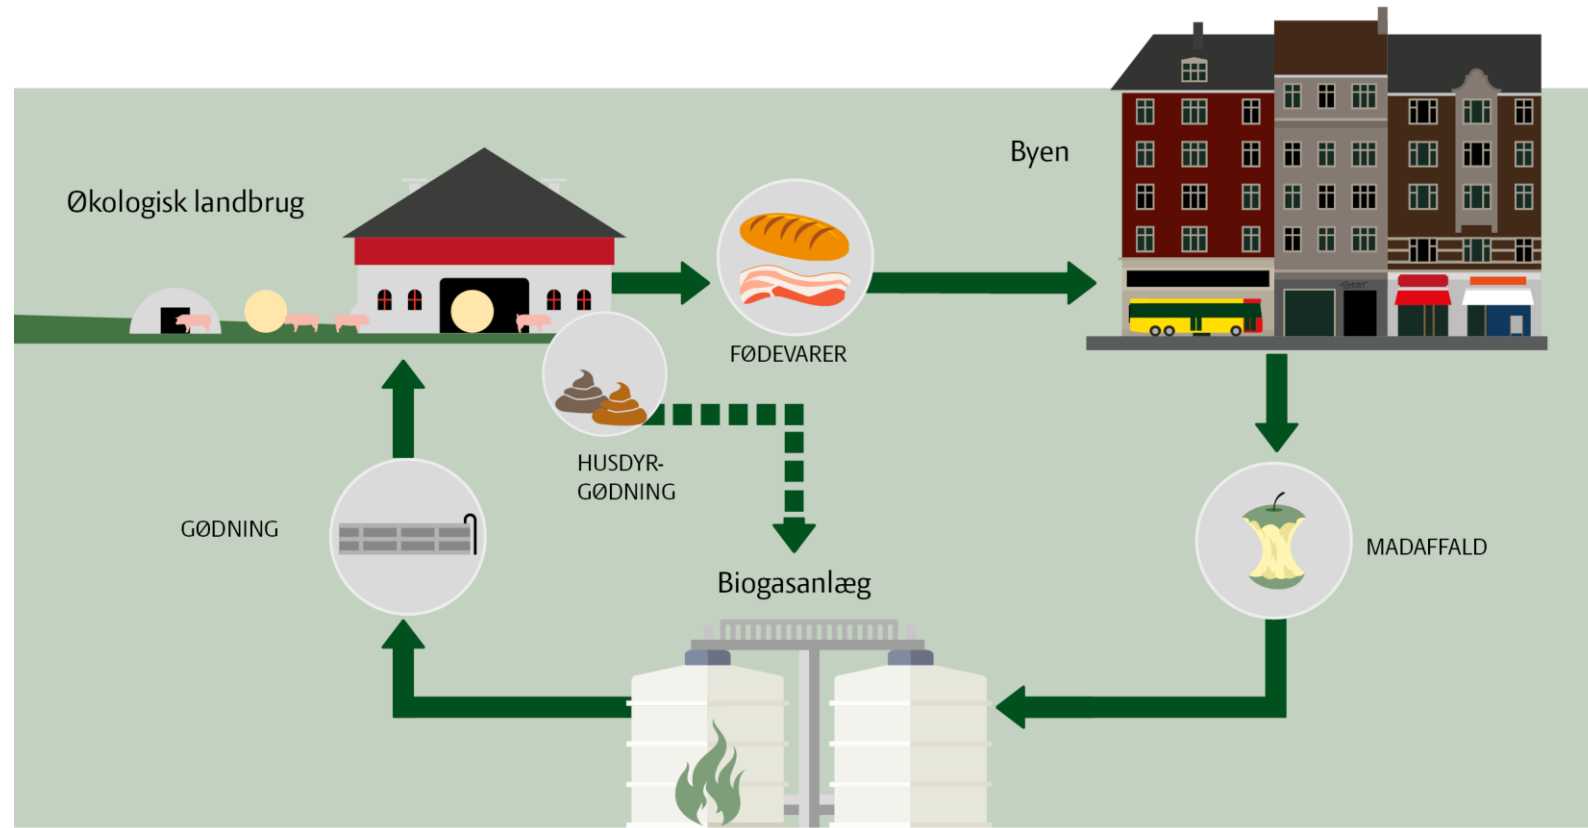 Byen
Økologisk landbrug
FØDEVARER
HUSDYR-
GØDNING
GØDNING
MADAFFALD
Biogasanlæg